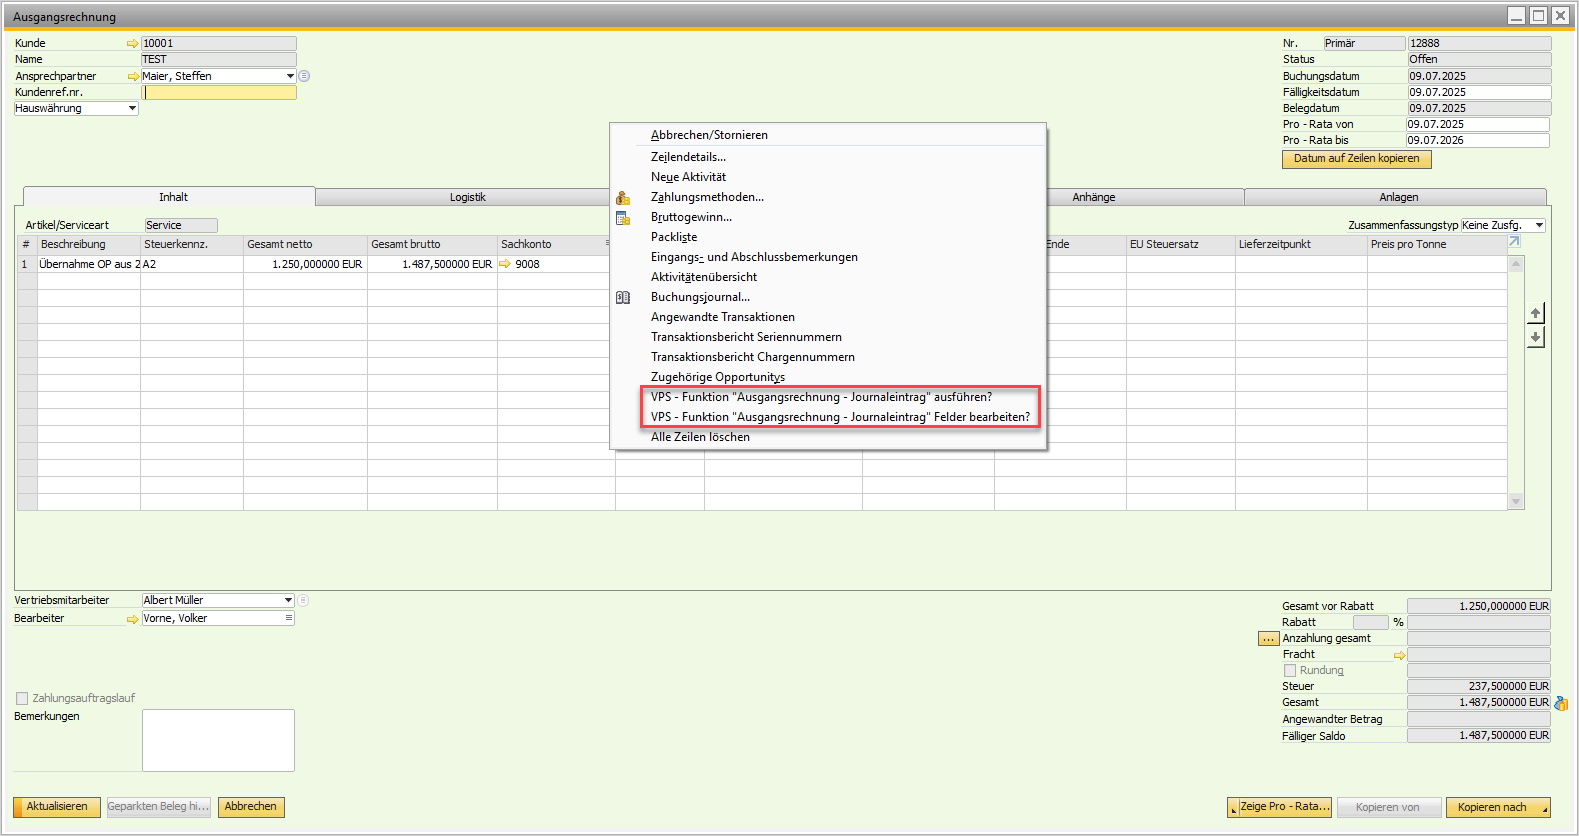 Ausgangsrechnung
Kunde 10001
Name TEST
Ansprechpartner Maier, Steffen
Kundenref.nr.
Hauswährung
Nr. Primär 12888
Status Offen
Buchungsdatum 09.07.2025
Fälligkeitsdatum 09.07.2025
Belegdatum 09.07.2025
Pro - Rata von 09.07.2025
Pro - Rata bis 09.07.2026
Datum auf Zeilen kopieren
Abbrechen/Stornieren
Zeilendetails...
Neue Aktivität
Zahlungsmethoden...
Bruttogewinn...
Packliste
Eingangs- und Abschlussbemerkungen
Aktivitätenübersicht
Buchungsjournal...
Angewandte Transaktionen
Transaktionsbericht Seriennummern
Transaktionsbericht Chargennummern
Zugehörige Opportunitys
VPS - Funktion "Ausgangsrechnung - Journaleintrag" ausführen?
VPS - Funktion "Ausgangsrechnung - Journaleintrag" Felder bearbeiten?
Alle Zeilen löschen
Inhalt Logistik Anhänge Anlagen
Artikel/Serviceart Service
Zusammenfassungstyp Keine Zusfg.
# Beschreibung Steuerkennz. Gesamt netto Gesamt brutto Sachkonto Ende EU Steuersatz Lieferzeitpunkt Preis pro Tonne
1 Übernahme OP aus 2 A2 1.250,000000 EUR 1.487,500000 EUR 9008
Vertriebsmitarbeiter Albert Müller
Bearbeiter Vorne, Volker
Zahlungsauftragslauf
Bemerkungen
Gesamt vor Rabatt 1.250,000000 EUR
Rabatt %
... Anzahlung gesamt
Fracht
Rundung
Steuer 237,500000 EUR
Gesamt 1.487,500000 EUR
Angewandter Betrag
Fälliger Saldo 1.487,500000 EUR
Aktualisieren Geparkten Beleg hi... Abbrechen
Zeige Pro - Rata... Kopieren von Kopieren nach